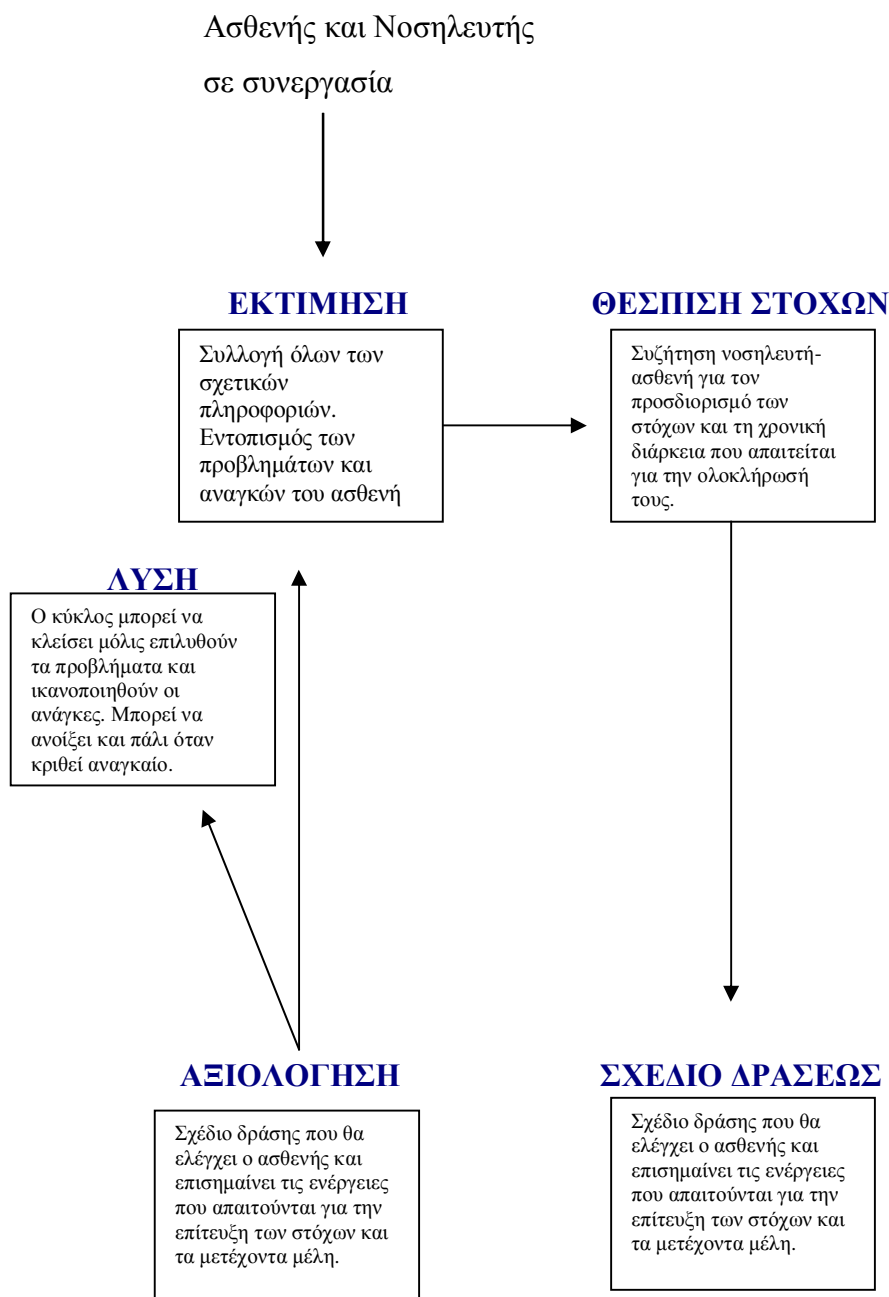 Ασθενής και Νοσηλευτής
σε συνεργασία
ΕΚΤΙΜΗΣΗ
Συλλογή όλων των
σχετικών
πληροφοριών.
Εντοπισμός των
προβλημάτων και
αναγκών του ασθενή
ΘΕΣΠΙΣΗ ΣΤΟΧΩΝ
Συζήτηση νοσηλευτή-
ασθενή για τον
προσδιορισμό των
στόχων και τη χρονική
διάρκεια που απαιτείται
για την ολοκλήρωσή
τους.
ΛΥΣΗ
Ο κύκλος μπορεί να
κλείσει μόλις επιλυθούν
τα προβλήματα και
ικανοποιηθούν οι
ανάγκες. Μπορεί να
ανοίξει και πάλι όταν
κριθεί αναγκαίο.
ΑΞΙΟΛΟΓΗΣΗ
Σχέδιο δράσης που θα
ελέγχει ο ασθενής και
επισημαίνει τις ενέργειες
που απαιτούνται για την
επίτευξη των στόχων και
τα μετέχοντα μέλη.
ΣΧΕΔΙΟ ΔΡΑΣΕΩΣ
Σχέδιο δράσης που θα
ελέγχει ο ασθενής και
επισημαίνει τις ενέργειες
που απαιτούνται για την
επίτευξη των στόχων και
τα μετέχοντα μέλη.